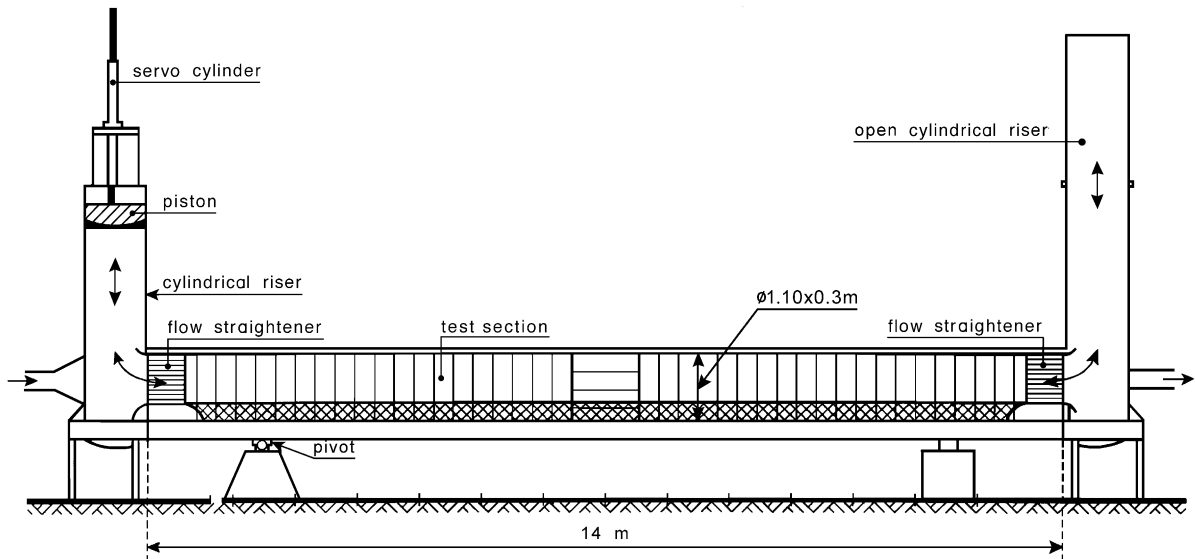 servo cylinder
open cylindrical riser
piston
cylindrical riser
ø1.10x0.3m
flow straightener
test section
flow straightener
pivot
14 m